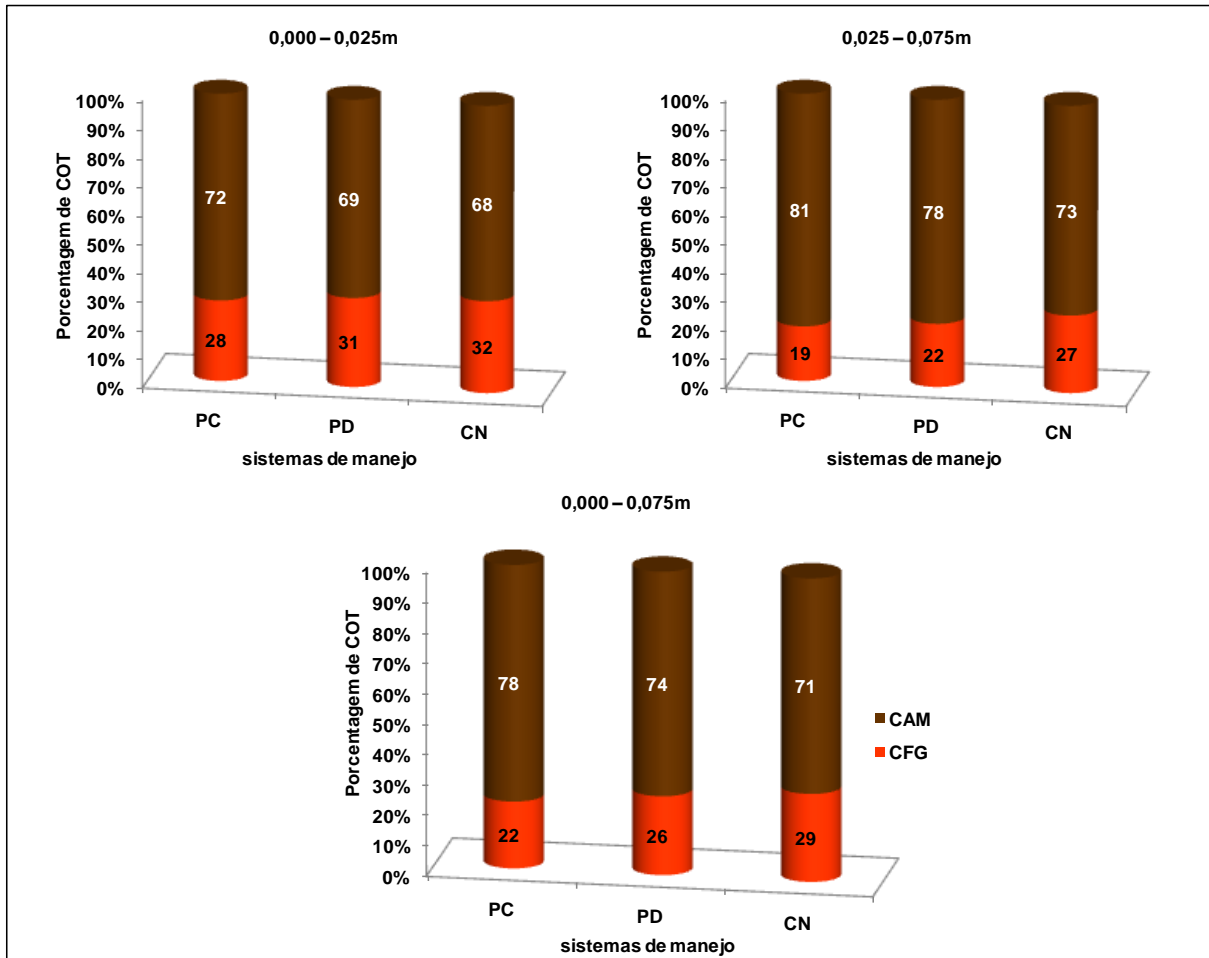 0,000 – 0,025m
Porcentagem de COT
100%
90%
80%
70%
60%
50%
40%
30%
20%
10%
0%
72
69
68
28
31
32
PC
PD
CN
sistemas de manejo
0,025 – 0,075m
Porcentagem de COT
100%
90%
80%
70%
60%
50%
40%
30%
20%
10%
0%
81
78
73
19
22
27
PC
PD
CN
sistemas de manejo
0,000 – 0,075m
Porcentagem de COT
100%
90%
80%
70%
60%
50%
40%
30%
20%
10%
0%
78
74
71
22
26
29
PC
PD
CN
sistemas de manejo
CAM
CFG